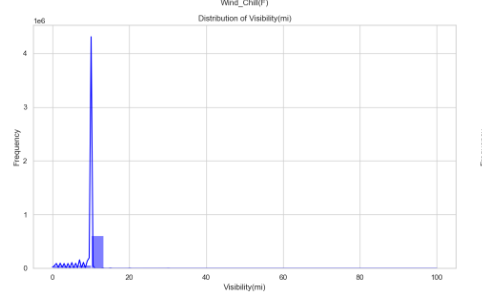 Wind_Chill(F)
Distribution of Visibility(mi)
1e6
4
3
2
1
0
Frequency
0 20 40 60 80 100
Visibility(mi)